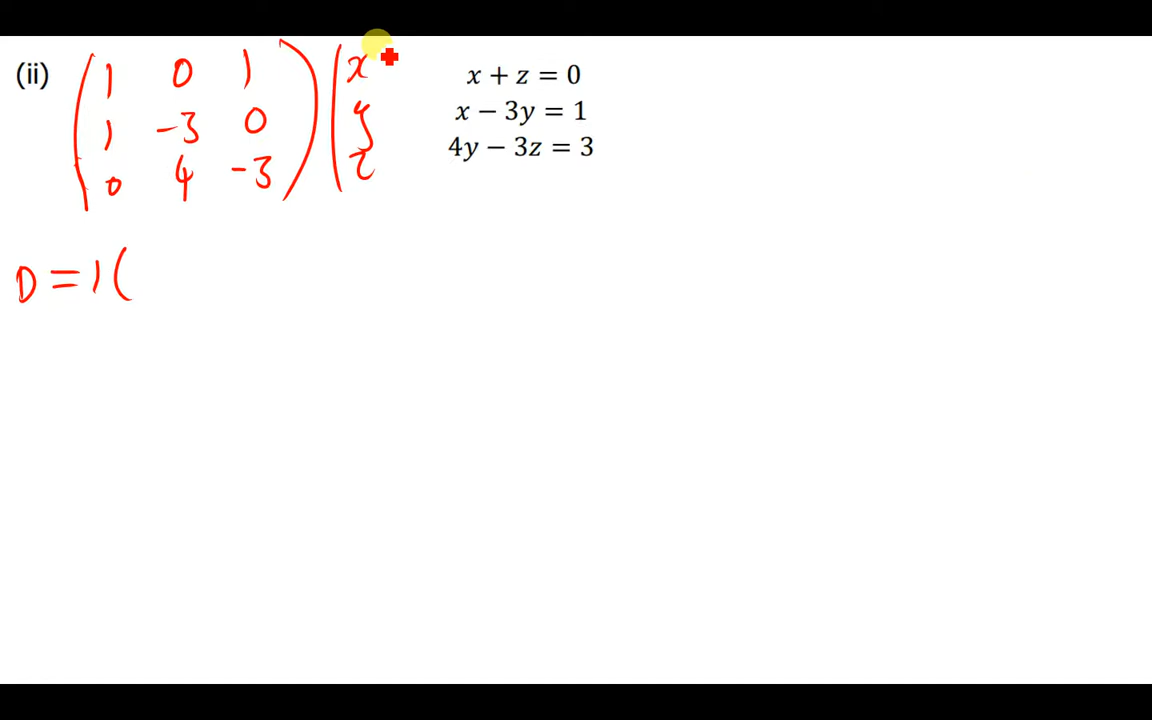 (ii) 1 0 1 x x + z = 0
1 -3 0 y x − 3y = 1
0 4 -3 z 4y − 3z = 3
D = 1 (